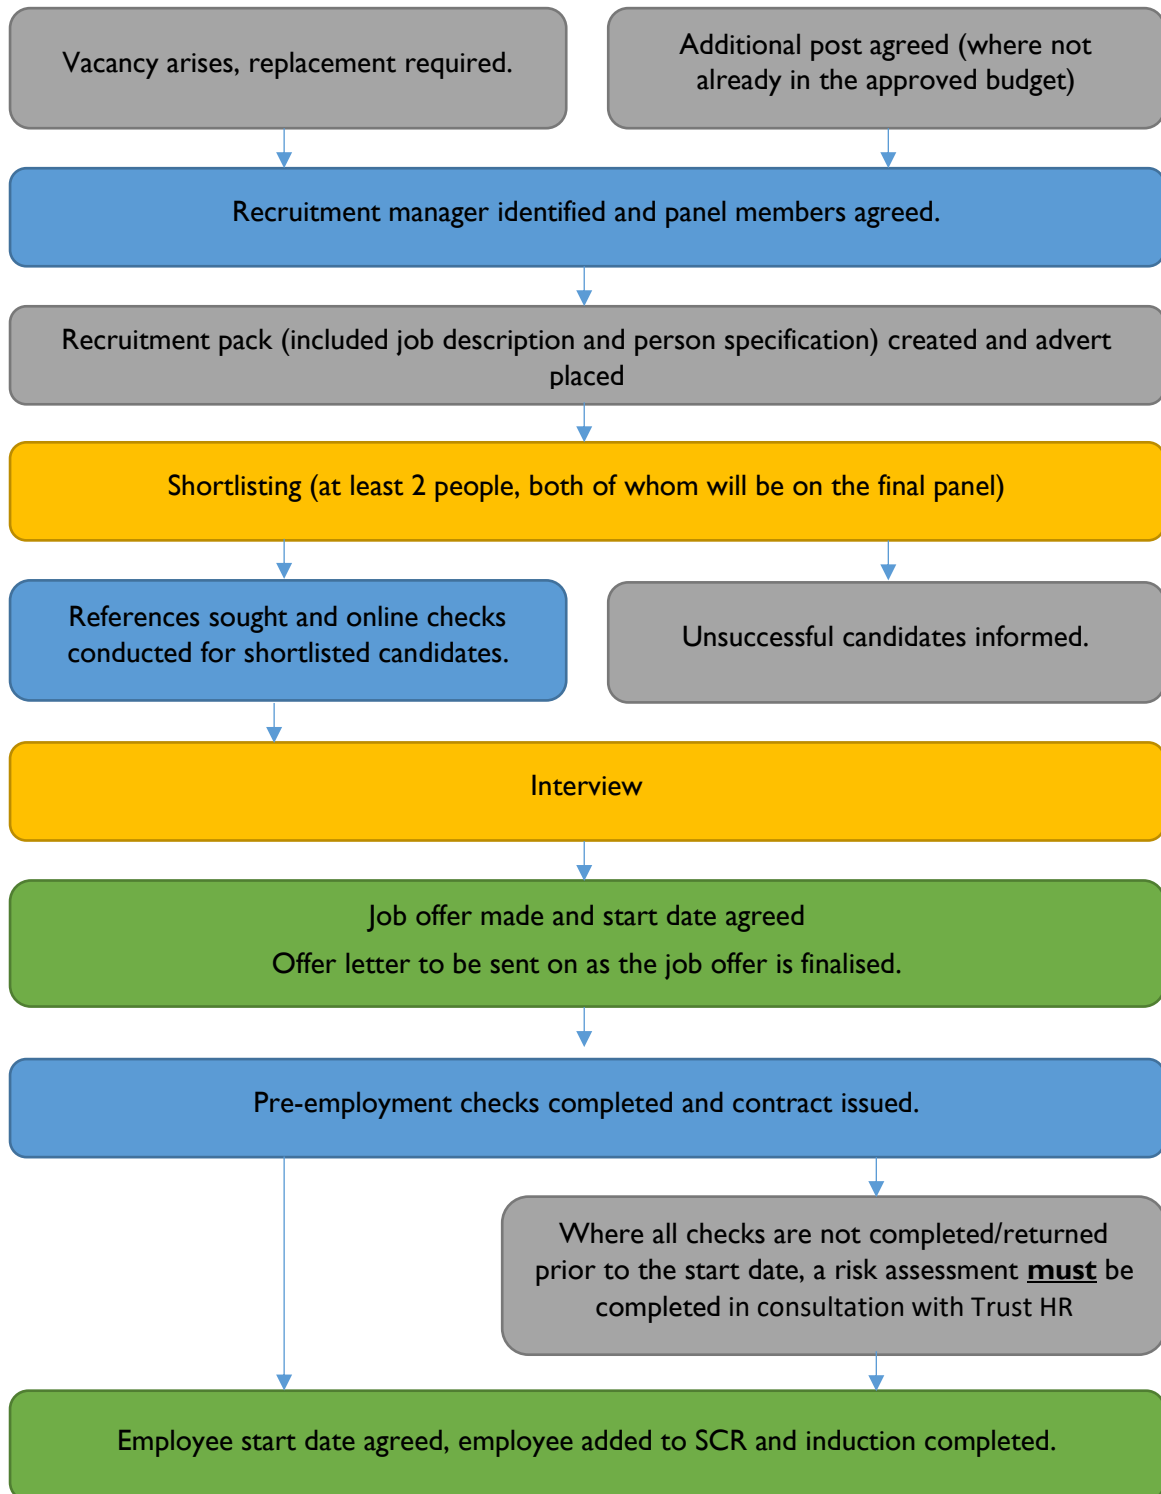 Vacancy arises, replacement required.
Additional post agreed (where not
already in the approved budget)
Recruitment manager identified and panel members agreed.
Recruitment pack (included job description and person specification) created and advert
placed
Shortlisting (at least 2 people, both of whom will be on the final panel)
References sought and online checks
conducted for shortlisted candidates.
Unsuccessful candidates informed.
Interview
Job offer made and start date agreed
Offer letter to be sent on as the job offer is finalised.
Pre-employment checks completed and contract issued.
Where all checks are not completed/returned
prior to the start date, a risk assessment must be
completed in consultation with Trust HR
Employee start date agreed, employee added to SCR and induction completed.